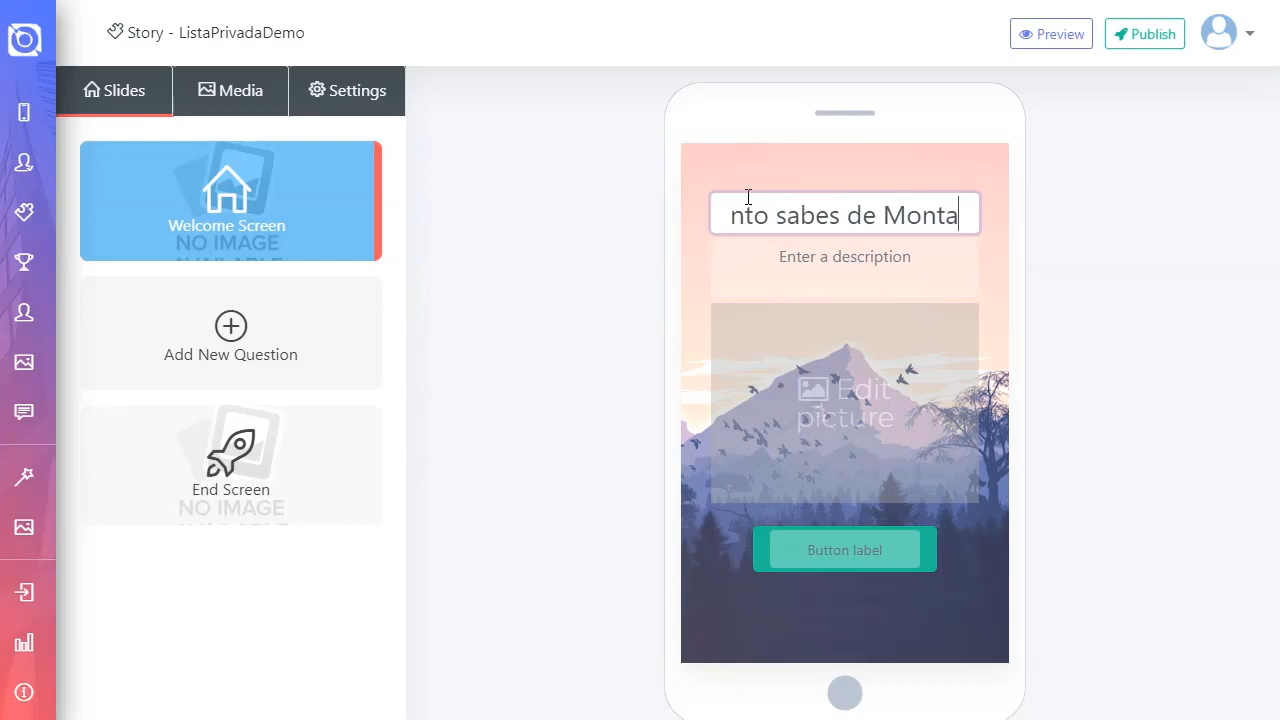 Story - ListaPrivadaDemo
Preview
Publish
Slides
Media
Settings
Welcome Screen
NO IMAGE
Add New Question
End Screen
NO IMAGE
nto sabes de Monta
Enter a description
Edit
picture
Button label